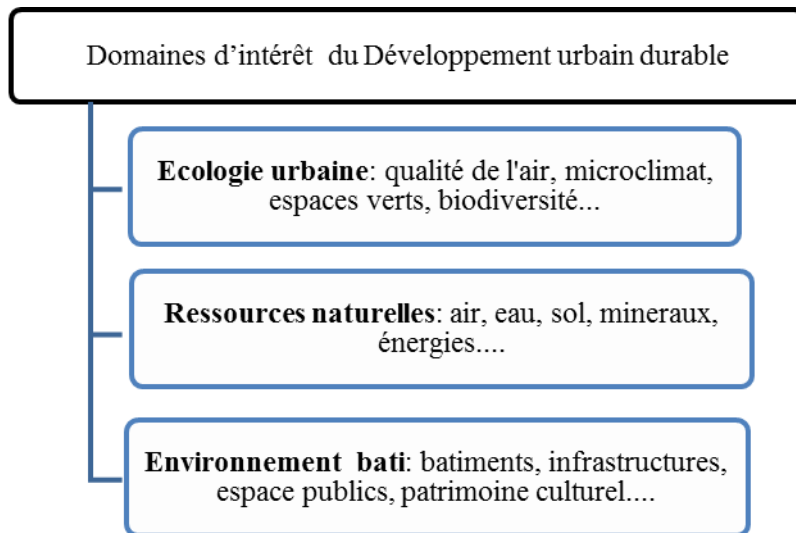 Domaines d’intérêt du Développement urbain durable
Ecologie urbaine: qualité de l'air, microclimat,
espaces verts, biodiversité...
Ressources naturelles: air, eau, sol, mineraux,
énergies....
Environnement bati: batiments, infrastructures,
espace publics, patrimoine culturel....